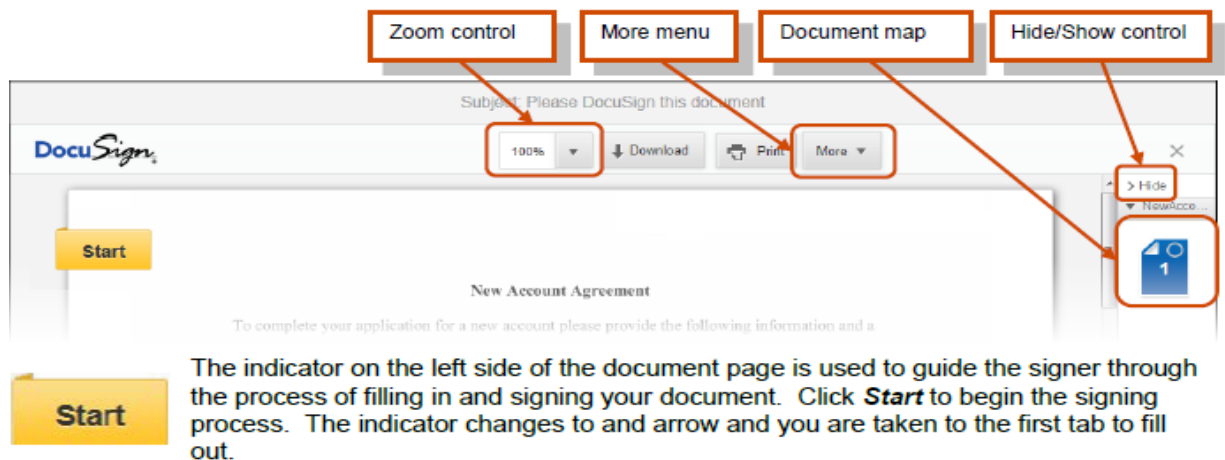 Zoom control More menu Document map Hide/Show control
Subject: Please DocuSign this document
DocuSign 100% Download Print More
> Hide
NewAcco...
Start
1
New Account Agreement
To complete your application for a new account please provide the following information and a
The indicator on the left side of the document page is used to guide the signer through
the process of filling in and signing your document. Click Start to begin the signing
Start
process. The indicator changes to and arrow and you are taken to the first tab to fill
out.